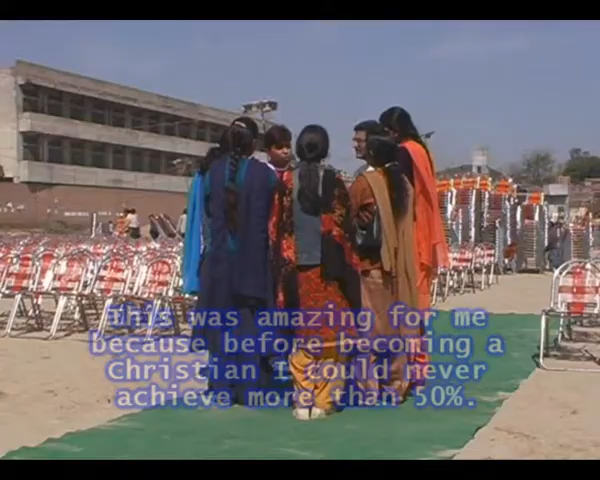 This was amazing for me
because before becoming a
Christian I could never
achieve more than 50%.